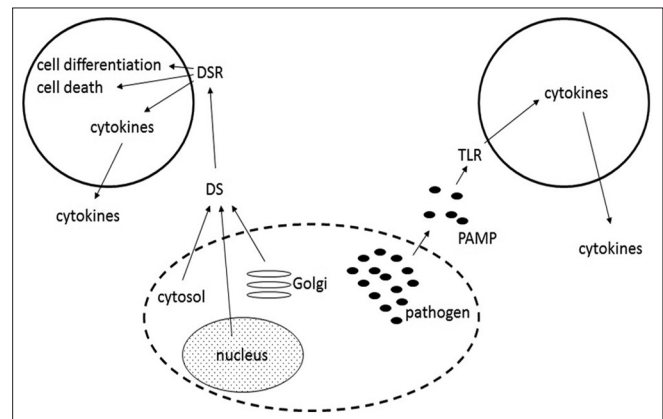 cell differentiation
DSR
cell death
cytokines
cytokines
DS
cytosol
Golgi
nucleus
pathogen
PAMP
TLR
cytokines
cytokines